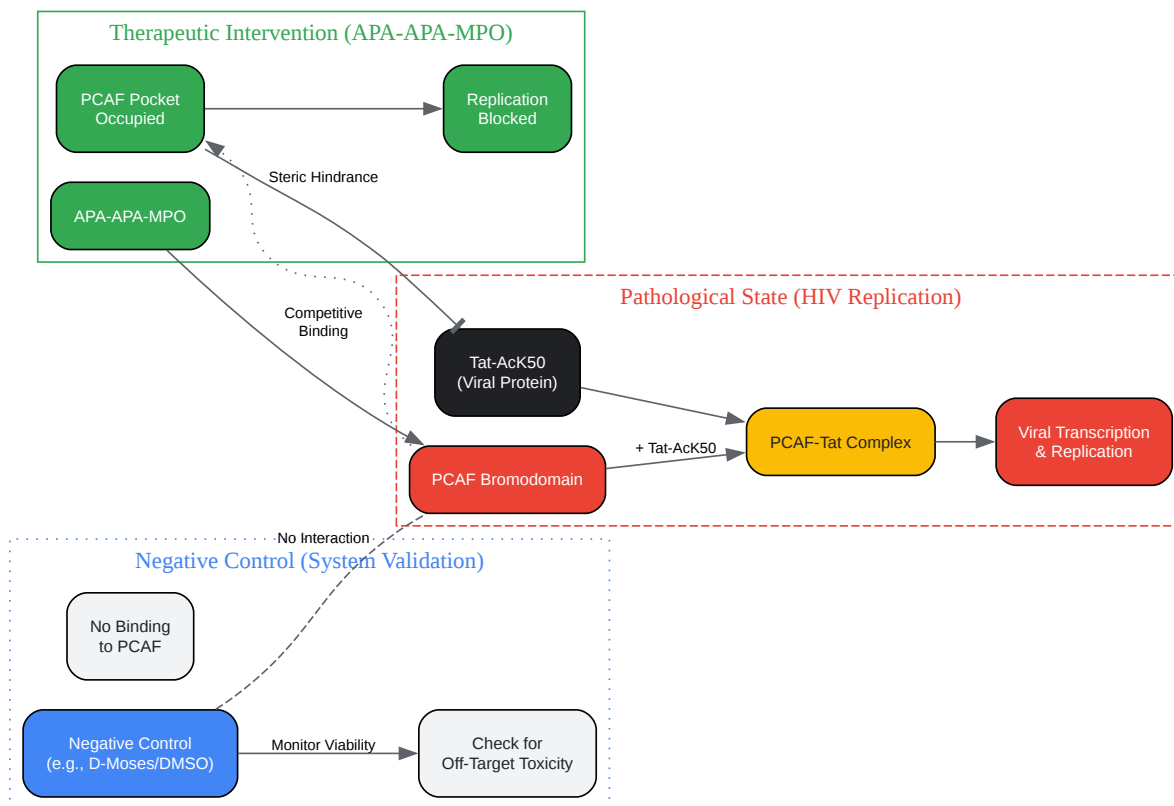 Therapeutic Intervention (APA-APA-MPO)
PCAF Pocket
Occupied
Replication
Blocked
Steric Hindrance
APA-APA-MPO
Competitive
Binding
Pathological State (HIV Replication)
Tat-AcK50
(Viral Protein)
PCAF-Tat Complex
Viral Transcription
& Replication
+ Tat-AcK50
PCAF Bromodomain
No Interaction
Negative Control (System Validation)
No Binding
to PCAF
Negative Control
(e.g., D-Moses/DMSO)
Monitor Viability
Check for
Off-Target Toxicity